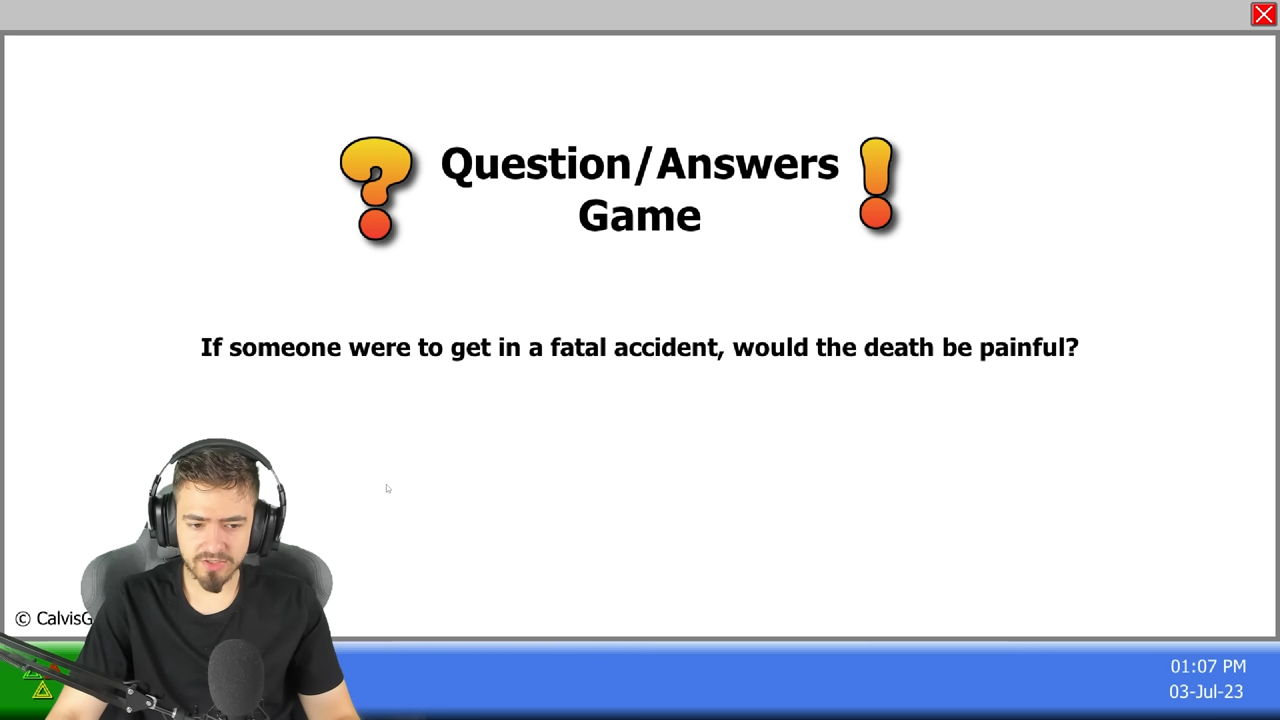 Question/Answers
Game
If someone were to get in a fatal accident, would the death be painful?
© CalvisG
01:07 PM
03-Jul-23